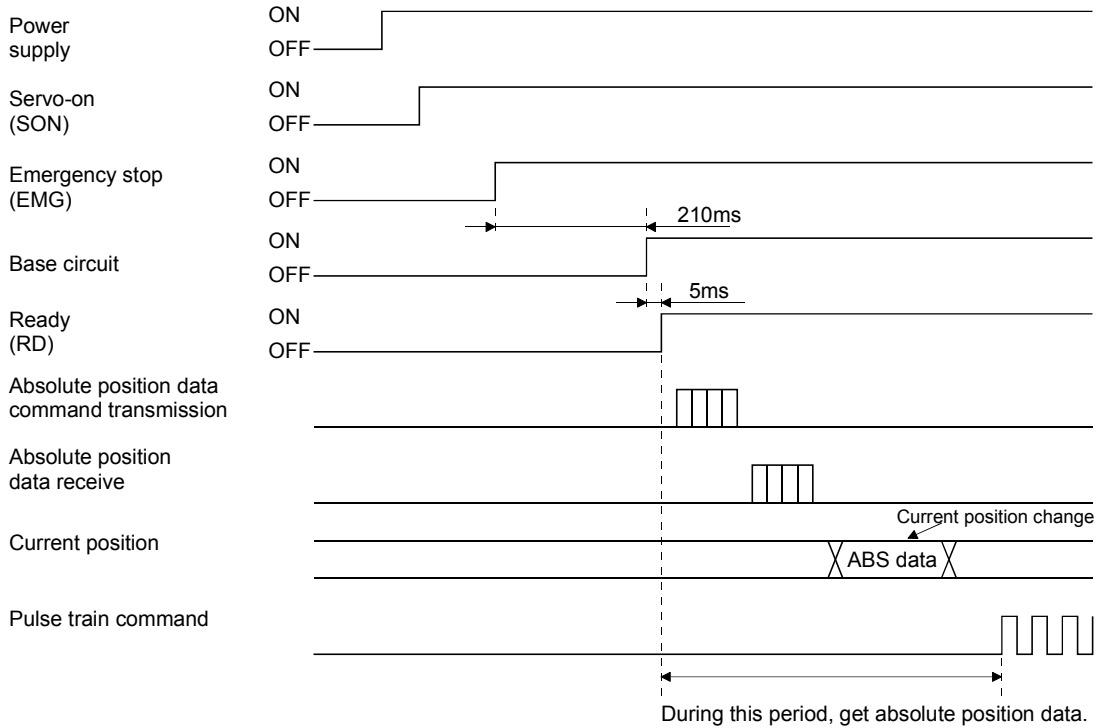 Power
supply
ON
OFF
Servo-on
(SON)
ON
OFF
Emergency stop
(EMG)
ON
OFF
210ms
Base circuit
ON
OFF
5ms
Ready
(RD)
ON
OFF
Absolute position data
command transmission
Absolute position
data receive
Current position change
Current position
ABS data
Pulse train command
During this period, get absolute position data.